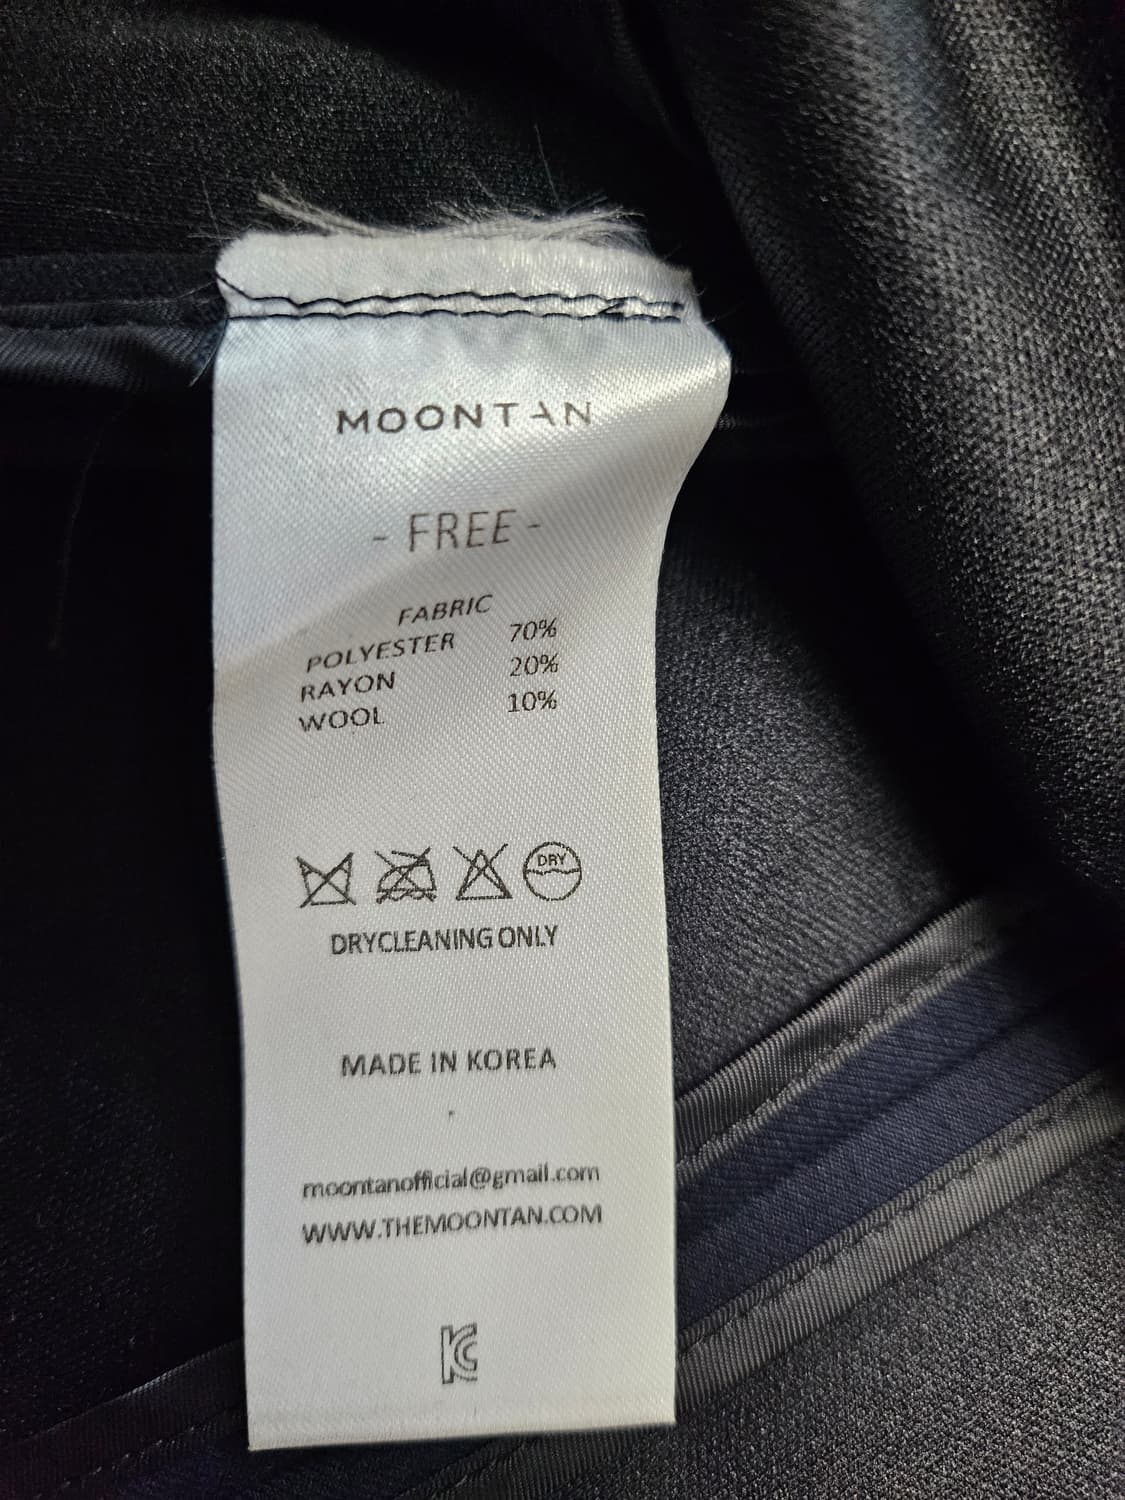 MOONTAN
- FREE -
FABRIC
POLYESTER 70%
RAYON 20%
WOOL 10%
DRY
DRYCLEANING ONLY
MADE IN KOREA
moontanofficial@gmail.com
WWW.THEMOONTAN.COM
KC